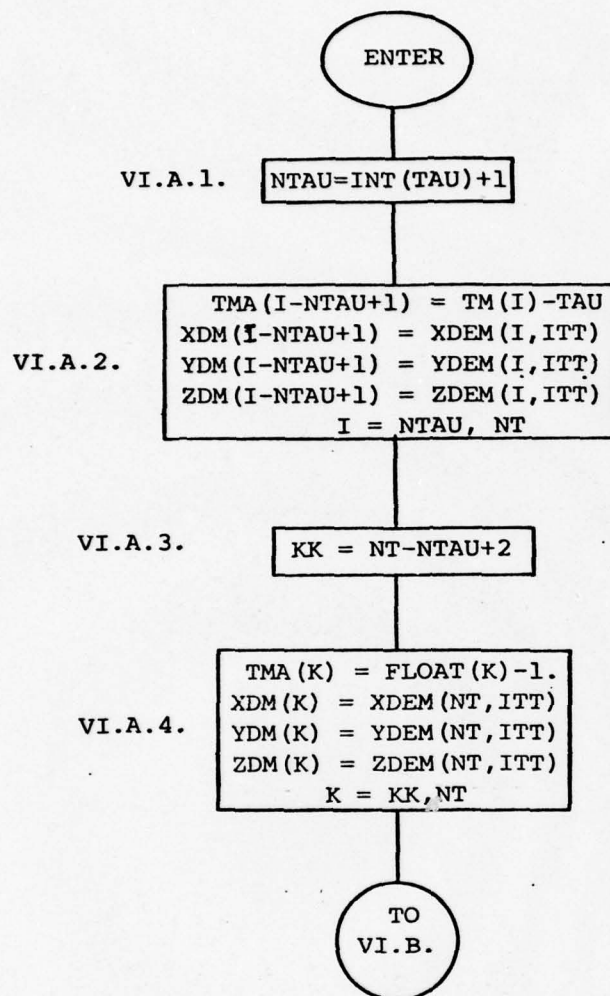 ENTER
VI.A.1.
NTAU=INT(TAU)+1
VI.A.2.
TMA(I-NTAU+1) = TM(I)-TAU
XDM(I-NTAU+1) = XDEM(I,ITT)
YDM(I-NTAU+1) = YDEM(I,ITT)
ZDM(I-NTAU+1) = ZDEM(I,ITT)
I = NTAU, NT
VI.A.3.
KK = NT-NTAU+2
VI.A.4.
TMA(K) = FLOAT(K)-1.
XDM(K) = XDEM(NT,ITT)
YDM(K) = YDEM(NT,ITT)
ZDM(K) = ZDEM(NT,ITT)
K = KK,NT
TO
VI.B.